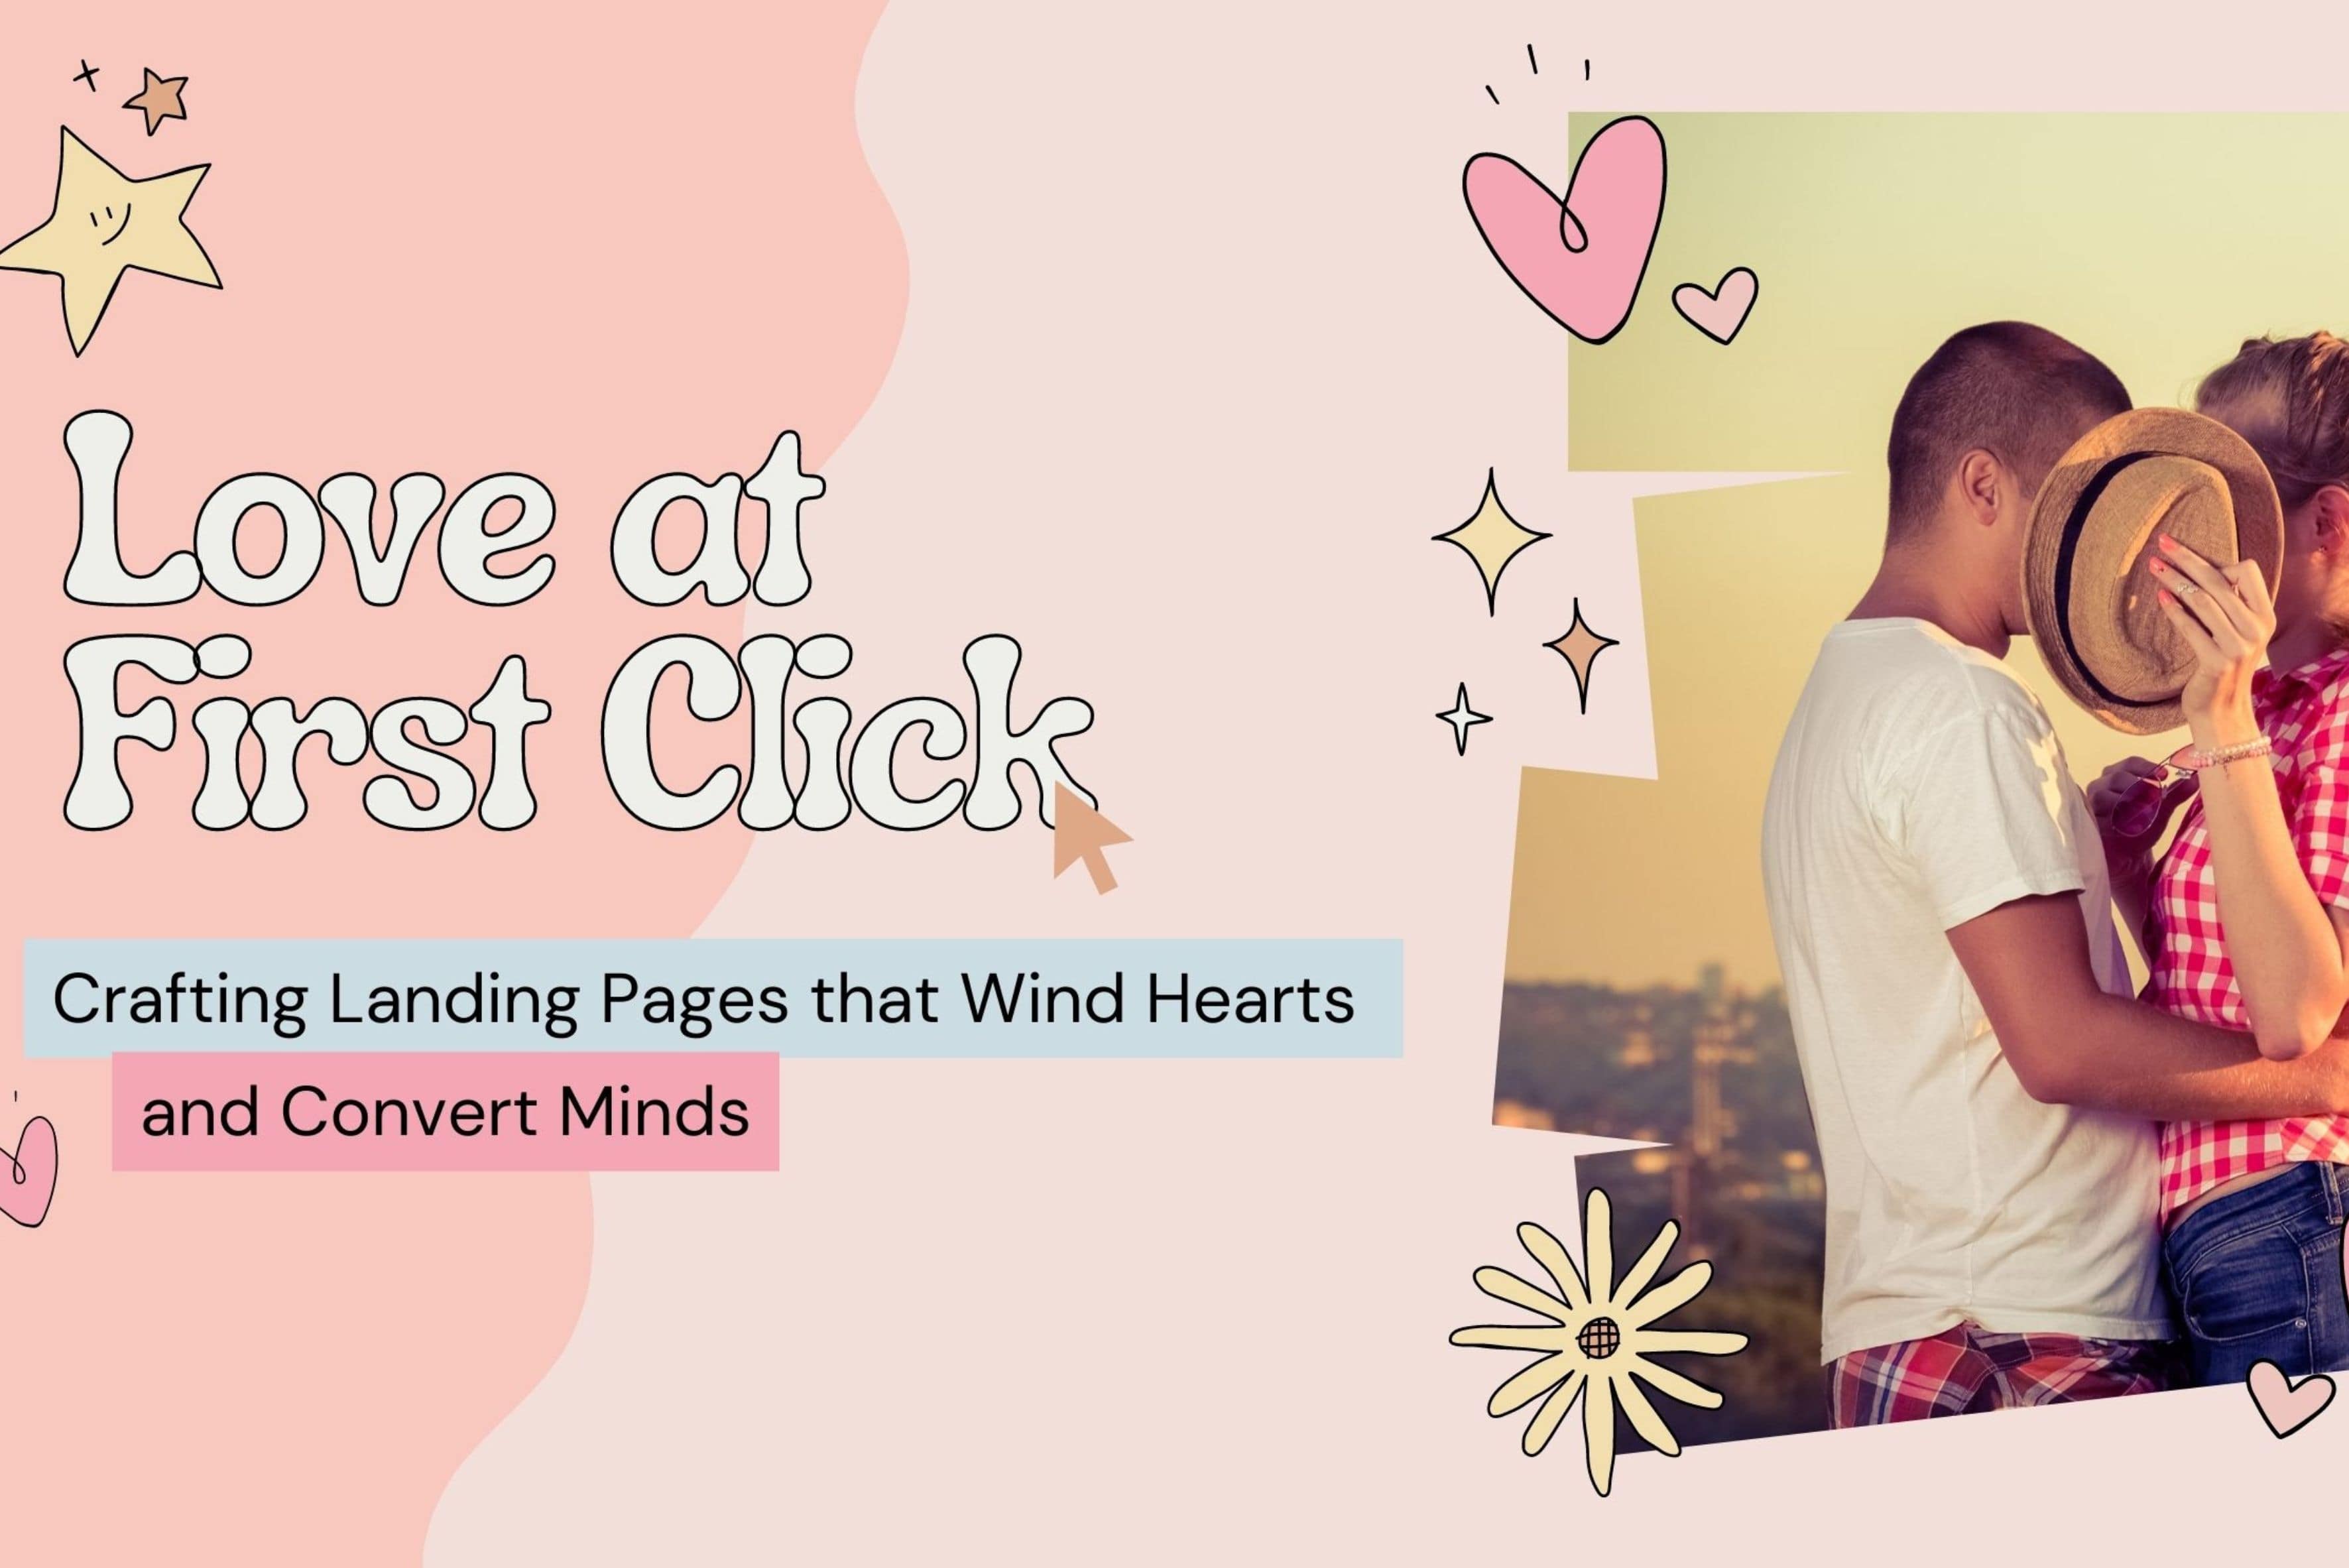 Love at
First Click
Crafting Landing Pages that Wind Hearts
and Convert Minds